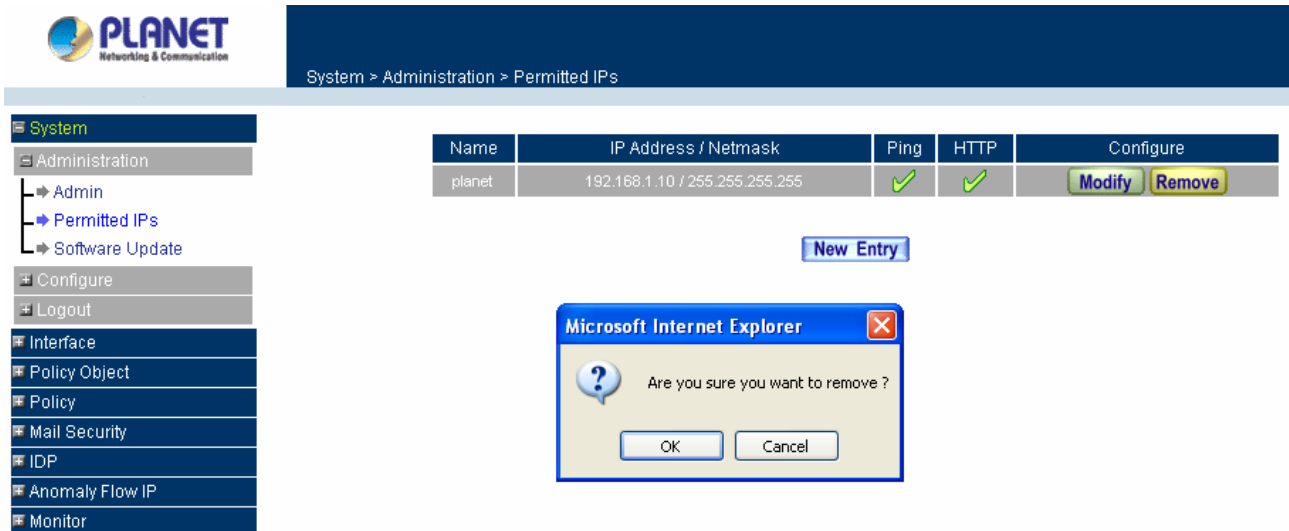 PLANET
Networking & Communication
System > Administration > Permitted IPs
System
Administration
Admin
Permitted IPs
Software Update
Configure
Logout
Interface
Policy Object
Policy
Mail Security
IDP
Anomaly Flow IP
Monitor
Name IP Address / Netmask Ping HTTP Configure
planet 192.168.1.10 / 255.255.255.255 Modify Remove
New Entry
Microsoft Internet Explorer
Are you sure you want to remove ?
OK Cancel